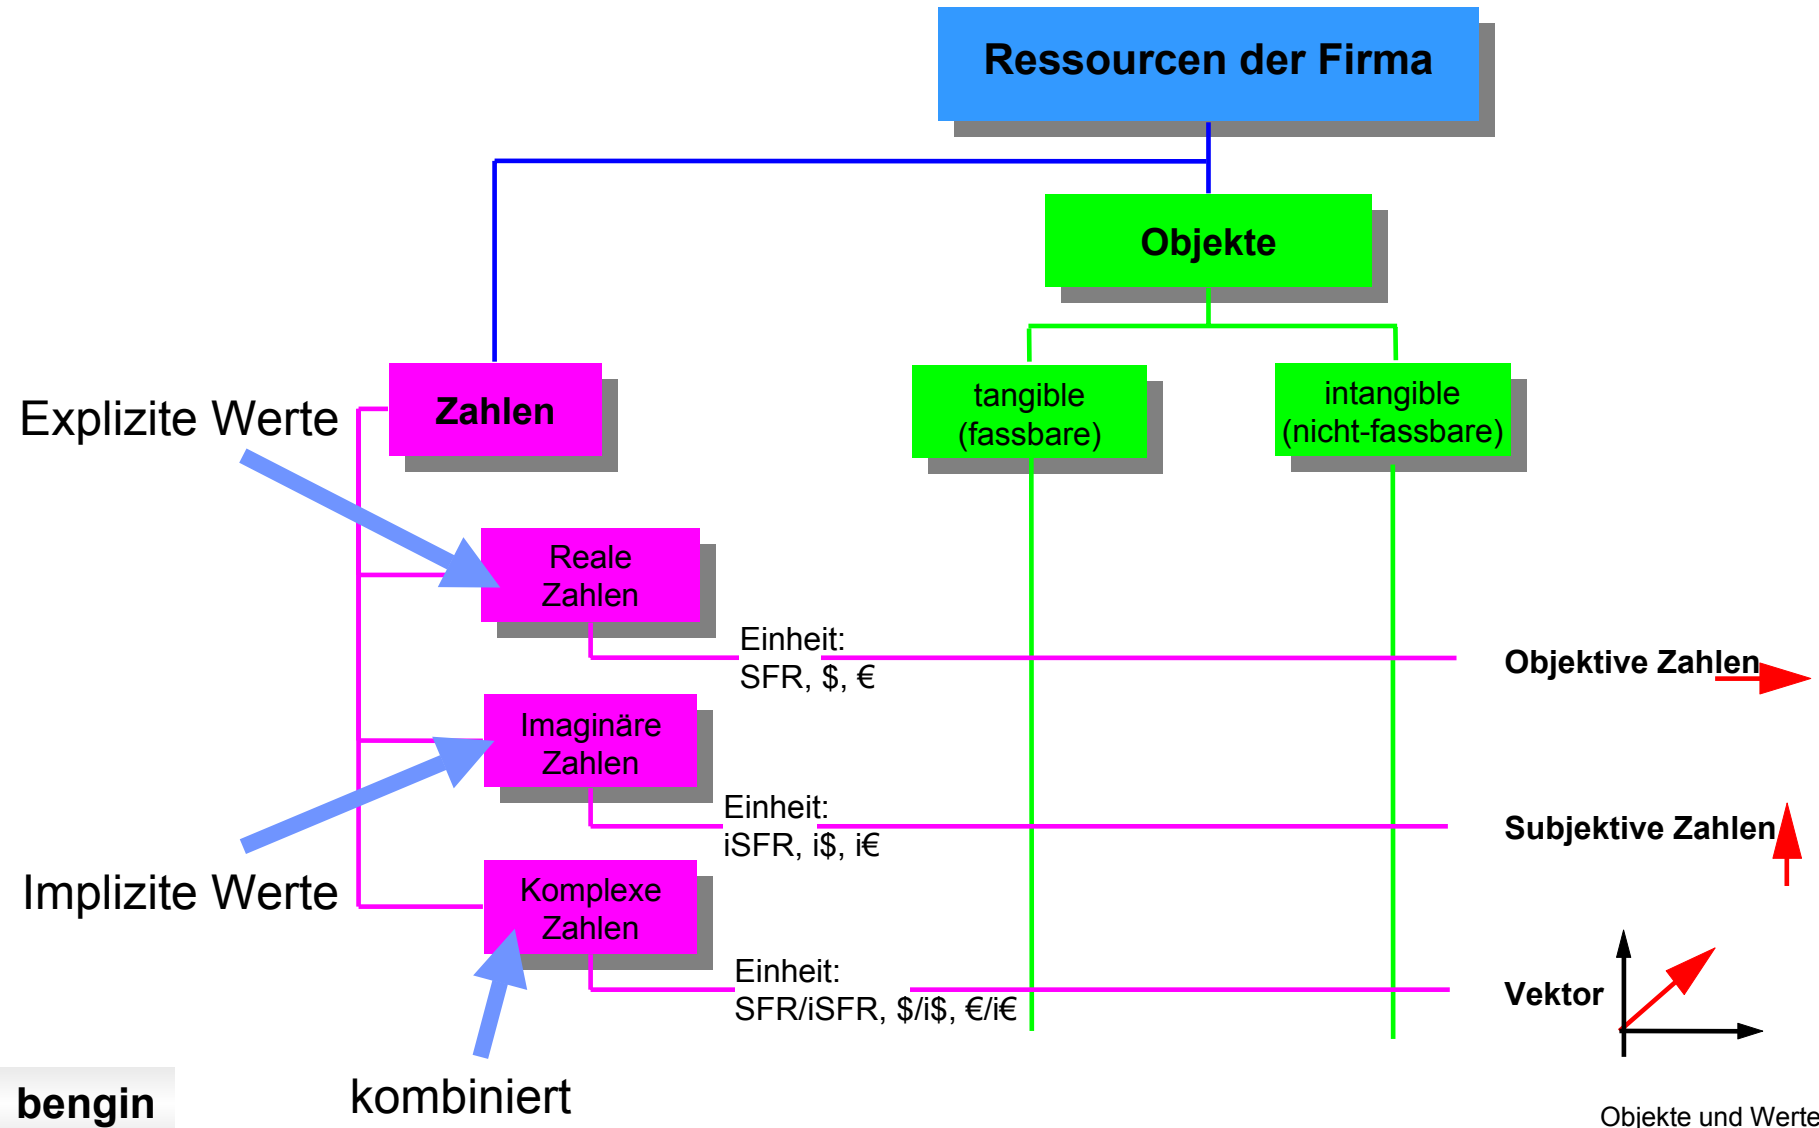 Ressourcen der Firma
Objekte
Zahlen
tangible
(fassbare)
intangible
(nicht-fassbare)
Explizite Werte
Reale
Zahlen
Einheit:
SFR, $, €
Objektive Zahlen
Imaginäre
Zahlen
Einheit:
iSFR, i$, i€
Subjektive Zahlen
Implizite Werte
Komplexe
Zahlen
Einheit:
SFR/iSFR, $/i$, €/i€
Vektor
kombiniert
bengin
Objekte und Werte